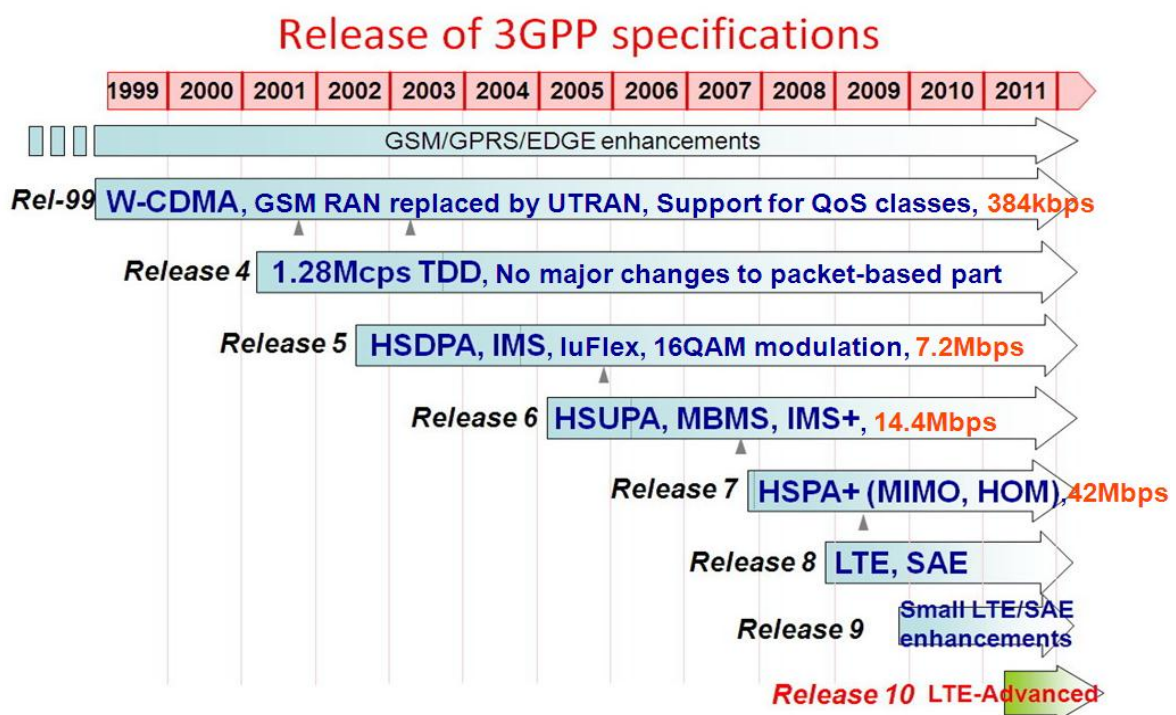 Release of 3GPP specifications
1999 2000 2001 2002 2003 2004 2005 2006 2007 2008 2009 2010 2011
GSM/GPRS/EDGE enhancements
Rel-99 W-CDMA, GSM RAN replaced by UTRAN, Support for QoS classes, 384kbps
Release 4 1.28Mcps TDD, No major changes to packet-based part
Release 5 HSDPA, IMS, IuFlex, 16QAM modulation, 7.2Mbps
Release 6 HSUPA, MBMS, IMS+, 14.4Mbps
Release 7 HSPA+ (MIMO, HOM), 42Mbps
Release 8 LTE, SAE
Release 9 Small LTE/SAE
enhancements
Release 10 LTE-Advanced